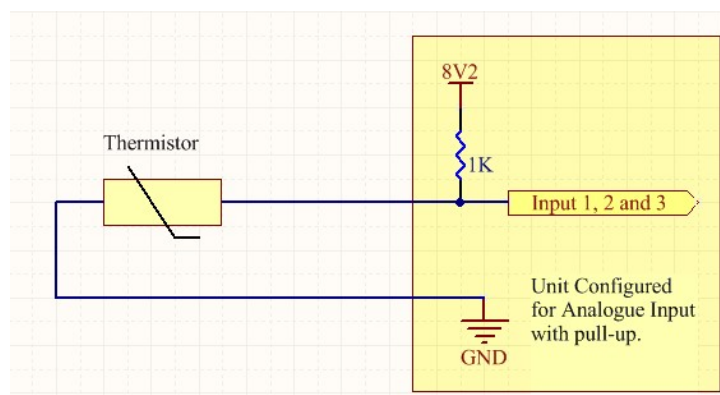 8V2
Thermistor
1K
Input 1, 2 and 3
Unit Configured
for Analogue Input
with pull-up.
GND